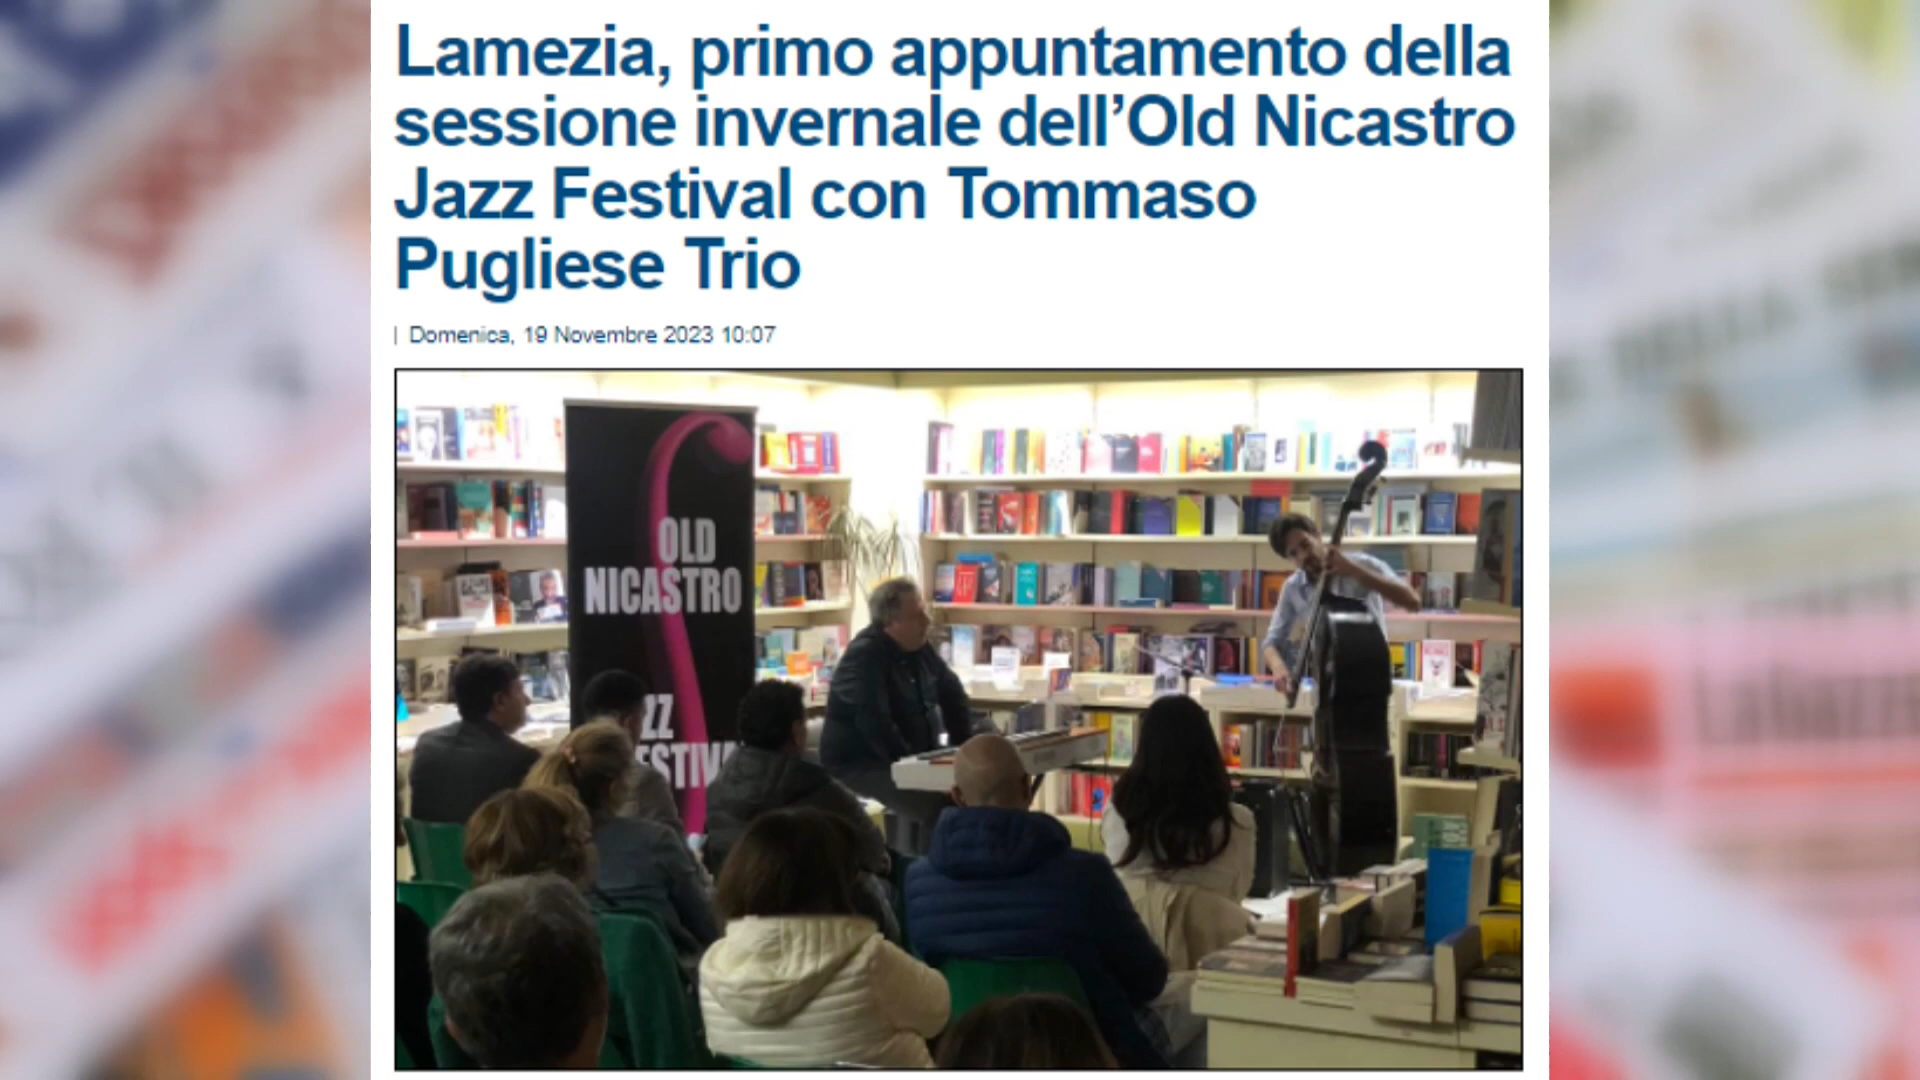 Lamezia, primo appuntamento della
sessione invernale dell’Old Nicastro
Jazz Festival con Tommaso
Pugliese Trio
| Domenica, 19 Novembre 2023 10:07
OLD
NICASTRO